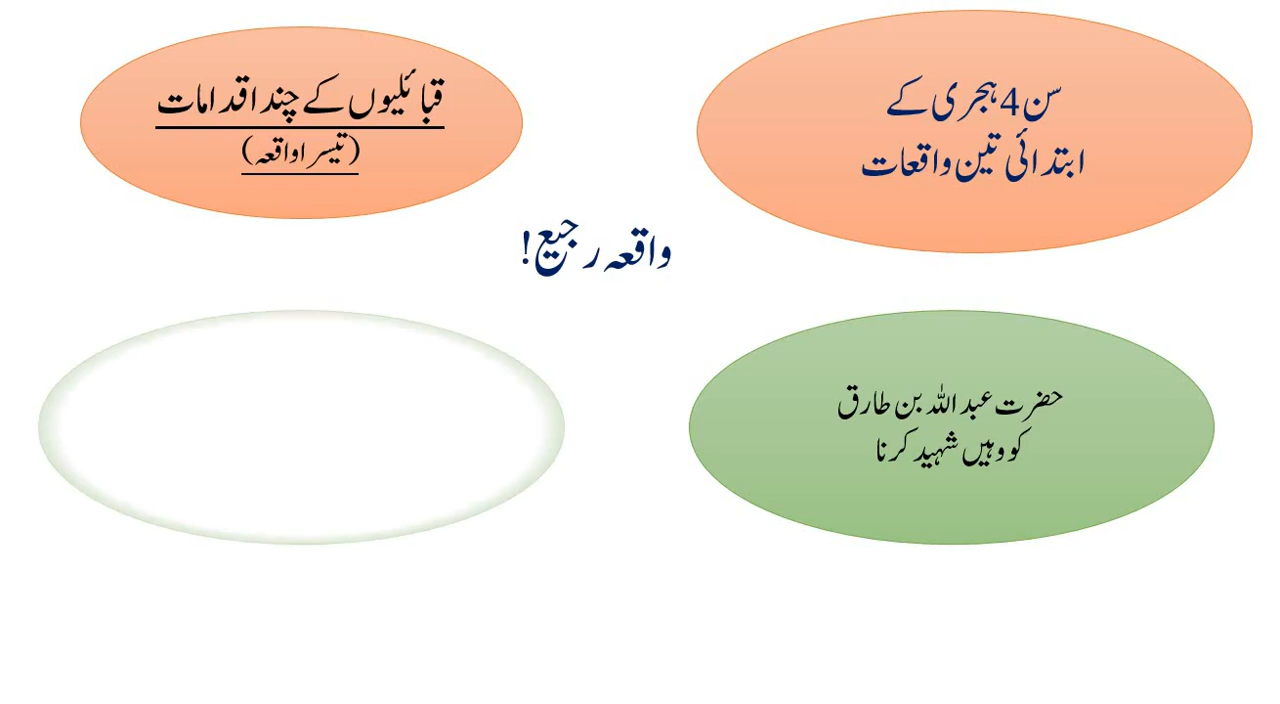 سن 4 ہجری کے
ابتدائی تین واقعات
قبائلیوں کے چند اقدامات
(تیسرا واقعہ)
واقعہ رجیع!
حضرت عبد اللہ بن طارق
کو وہیں شہید کرنا